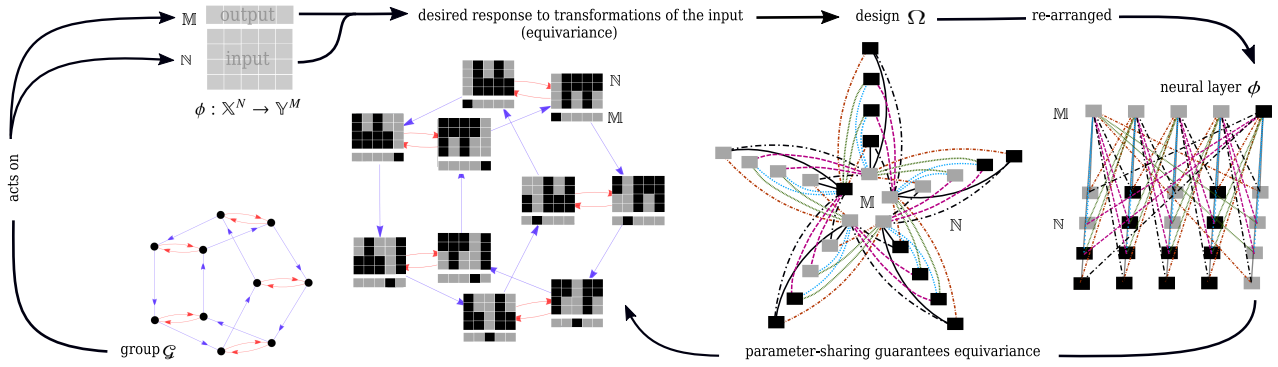 𝕄 output
desired response to transformations of the input
(equivariance)
design Ω
re-arranged
ℕ input
ϕ : 𝕏^N → 𝕐^M
acts on
group 𝒢
ℕ
𝕄
𝕄
ℕ
neural layer ϕ
𝕄
ℕ
parameter-sharing guarantees equivariance